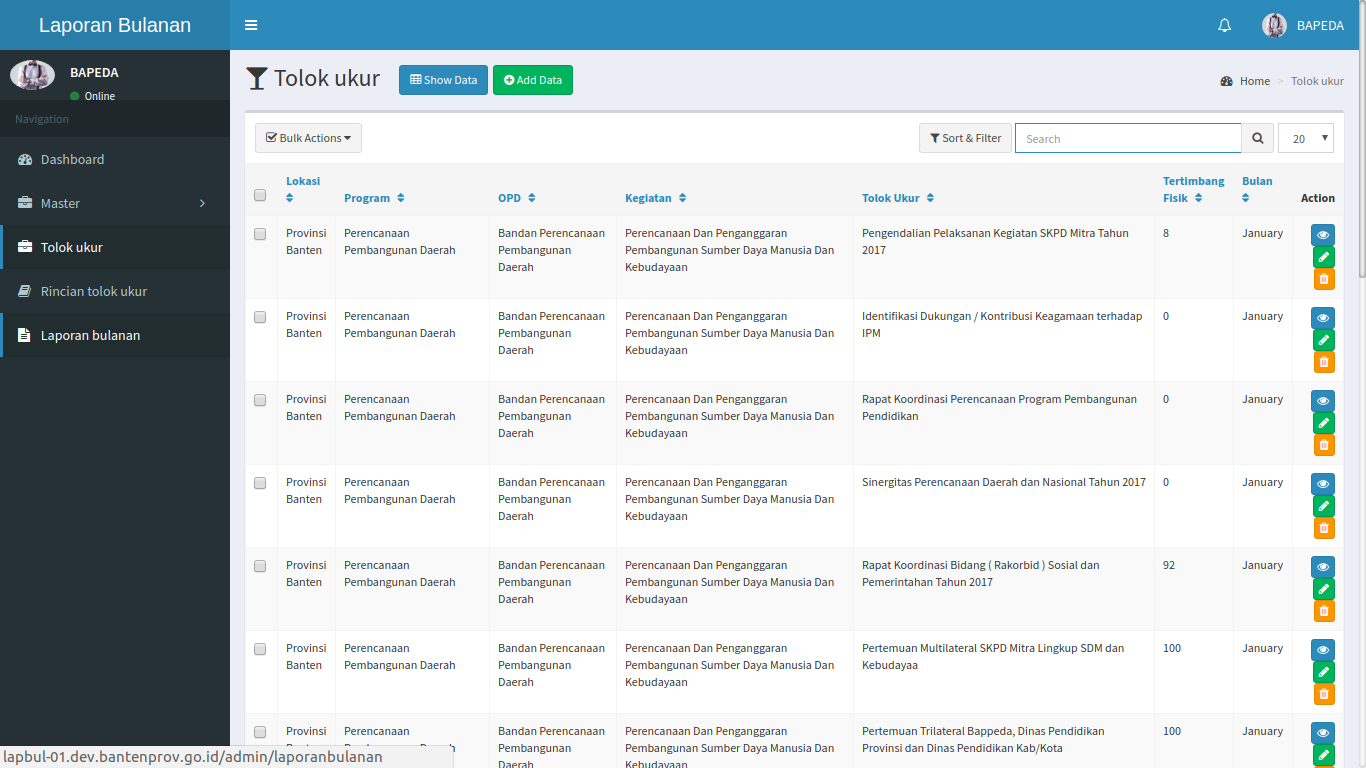 Laporan Bulanan
BAPEDA
BAPEDA
Online
Navigation
Dashboard
Master
Tolok ukur
Rincian tolok ukur
Laporan bulanan
Tolok ukur
Show Data
Add Data
Home > Tolok ukur
Bulk Actions
Sort & Filter
Search
20
Lokasi
Program
OPD
Kegiatan
Tolok Ukur
Tertimbang
Fisik
Bulan
Action
Provinsi
Banten
Perencanaan
Pembangunan Daerah
Bandan Perencanaan
Pembangunan
Daerah
Perencanaan Dan Penganggaran
Pembangunan Sumber Daya Manusia Dan
Kebudayaan
Pengendalian Pelaksanan Kegiatan SKPD Mitra Tahun
2017
8
January
Provinsi
Banten
Perencanaan
Pembangunan Daerah
Bandan Perencanaan
Pembangunan
Daerah
Perencanaan Dan Penganggaran
Pembangunan Sumber Daya Manusia Dan
Kebudayaan
Identifikasi Dukungan / Kontribusi Keagamaan terhadap
IPM
0
January
Provinsi
Banten
Perencanaan
Pembangunan Daerah
Bandan Perencanaan
Pembangunan
Daerah
Perencanaan Dan Penganggaran
Pembangunan Sumber Daya Manusia Dan
Kebudayaan
Rapat Koordinasi Perencanaan Program Pembangunan
Pendidikan
0
January
Provinsi
Banten
Perencanaan
Pembangunan Daerah
Bandan Perencanaan
Pembangunan
Daerah
Perencanaan Dan Penganggaran
Pembangunan Sumber Daya Manusia Dan
Kebudayaan
Sinergitas Perencanaan Daerah dan Nasional Tahun 2017
0
January
Provinsi
Banten
Perencanaan
Pembangunan Daerah
Bandan Perencanaan
Pembangunan
Daerah
Perencanaan Dan Penganggaran
Pembangunan Sumber Daya Manusia Dan
Kebudayaan
Rapat Koordinasi Bidang ( Rakorbid ) Sosial dan
Pemerintahan Tahun 2017
92
January
Provinsi
Banten
Perencanaan
Pembangunan Daerah
Bandan Perencanaan
Pembangunan
Daerah
Perencanaan Dan Penganggaran
Pembangunan Sumber Daya Manusia Dan
Kebudayaan
Pertemuan Multilateral SKPD Mitra Lingkup SDM dan
Kebudayaa
100
January
Provinsi
Perencanaan
Bandan Perencanaan
Pembangunan
Daerah
Perencanaan Dan Penganggaran
Pembangunan Sumber Daya Manusia Dan
Kebudayaan
Pertemuan Trilateral Bappeda, Dinas Pendidikan
Provinsi dan Dinas Pendidikan Kab/Kota
100
January
lapbul-01.dev.bantenprov.go.id/admin/laporanbulanan